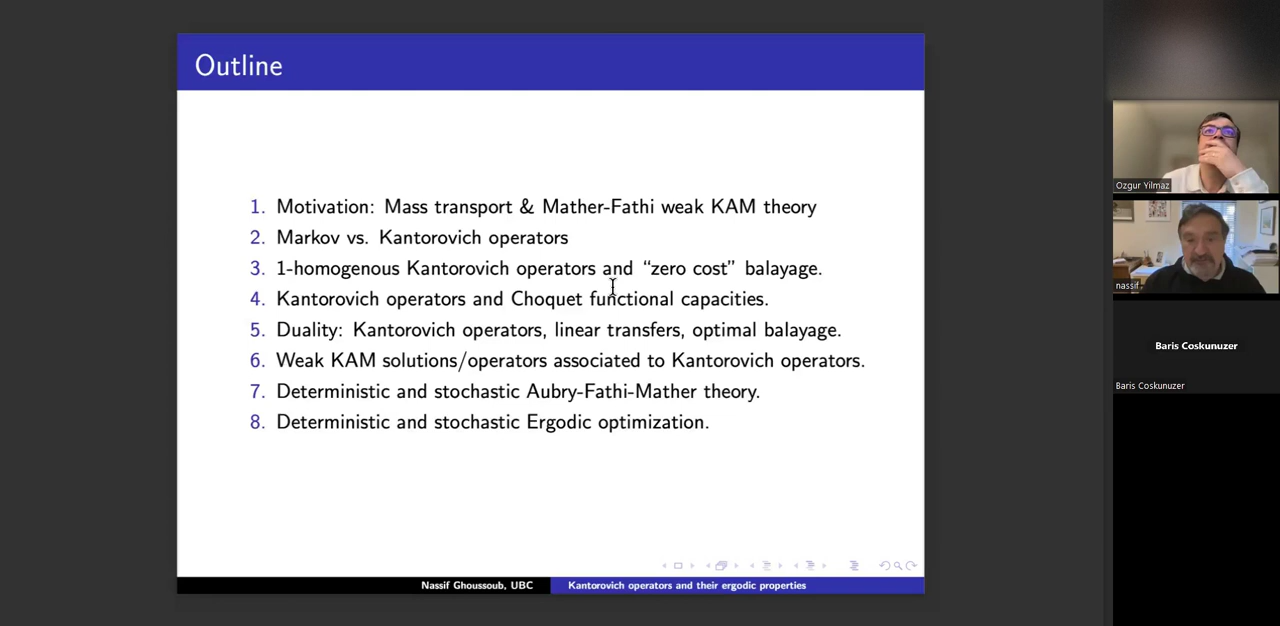 Outline
1. Motivation: Mass transport & Mather-Fathi weak KAM theory
2. Markov vs. Kantorovich operators
3. 1-homogenous Kantorovich operators and “zero cost” balayage.
4. Kantorovich operators and Choquet functional capacities.
5. Duality: Kantorovich operators, linear transfers, optimal balayage.
6. Weak KAM solutions/operators associated to Kantorovich operators.
7. Deterministic and stochastic Aubry-Fathi-Mather theory.
8. Deterministic and stochastic Ergodic optimization.
Nassif Ghoussoub, UBC
Kantorovich operators and their ergodic properties
Ozgur Yilmaz
nassif
Baris Coskunuzer
Baris Coskunuzer